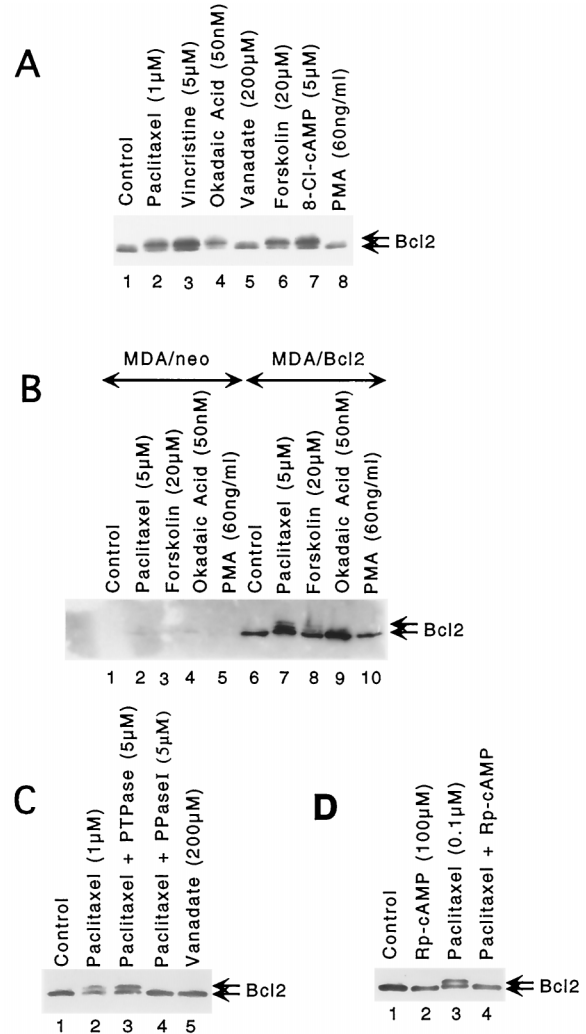 A
Control
Paclitaxel (1µM)
Vincristine (5µM)
Okadaic Acid (50nM)
Vanadate (200µM)
Forskolin (20µM)
8-Cl-cAMP (5µM)
PMA (60ng/ml)
Bcl2
1 2 3 4 5 6 7 8
B
MDA/neo MDA/Bcl2
Control
Paclitaxel (5µM)
Forskolin (20µM)
Okadaic Acid (50nM)
PMA (60ng/ml)
Control
Paclitaxel (5µM)
Forskolin (20µM)
Okadaic Acid (50nM)
PMA (60ng/ml)
Bcl2
1 2 3 4 5 6 7 8 9 10
C
Control
Paclitaxel (1µM)
Paclitaxel + PTPase (5µM)
Paclitaxel + PPaseI (5µM)
Vanadate (200µM)
Bcl2
1 2 3 4 5
D
Control
Rp-cAMP (100µM)
Paclitaxel (0.1µM)
Paclitaxel + Rp-cAMP
Bcl2
1 2 3 4